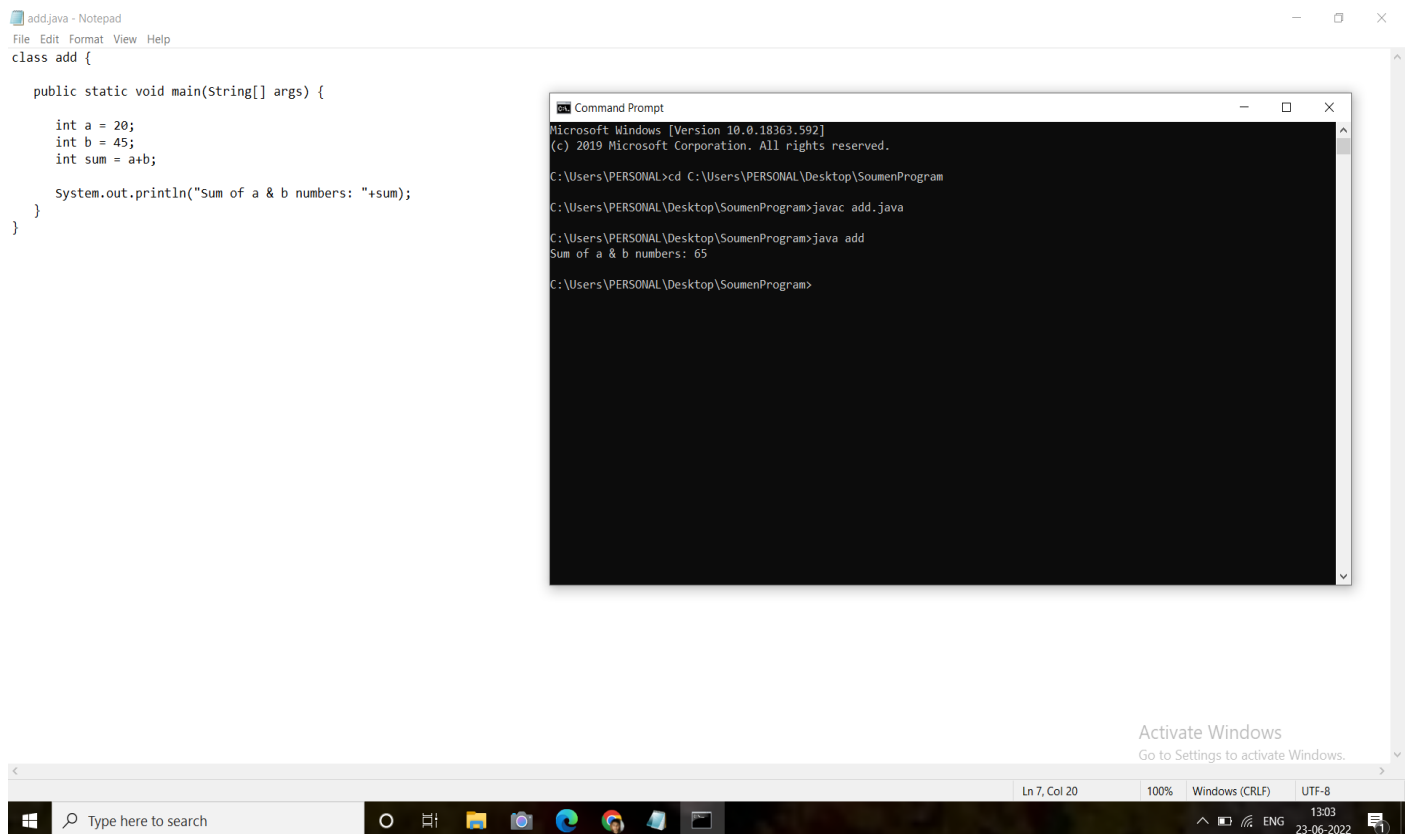 add.java - Notepad
File Edit Format View Help
class add {
public static void main(String[] args) {
int a = 20;
int b = 45;
int sum = a+b;
System.out.println("Sum of a & b numbers: "+sum);
}
}
Command Prompt
Microsoft Windows [Version 10.0.18363.592]
(c) 2019 Microsoft Corporation. All rights reserved.
C:\Users\PERSONAL>cd C:\Users\PERSONAL\Desktop\SoumenProgram
C:\Users\PERSONAL\Desktop\SoumenProgram>javac add.java
C:\Users\PERSONAL\Desktop\SoumenProgram>java add
Sum of a & b numbers: 65
C:\Users\PERSONAL\Desktop\SoumenProgram>
Activate Windows
Go to Settings to activate Windows.
Ln 7, Col 20 100% Windows (CRLF) UTF-8
Type here to search
ENG
13:03
23-06-2022
1